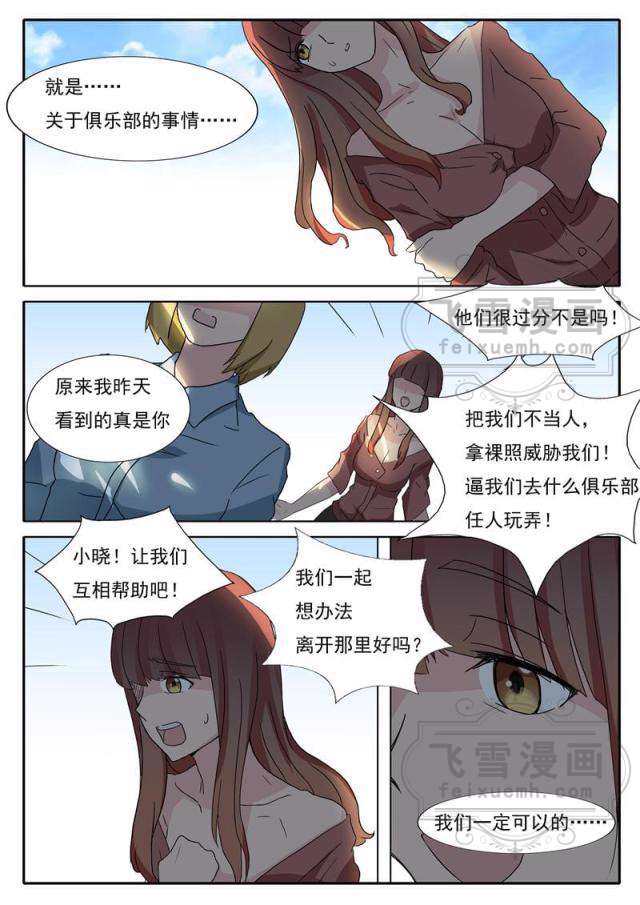 就是……
关于俱乐部的事情……
飞雪漫画
feixuemh.com
他们很过分不是吗！
原来我昨天
看到的真是你
把我们不当人，
拿裸照威胁我们！
逼我们去什么俱乐部
任人玩弄！
小晓！让我们
互相帮助吧！
我们一起
想办法
离开那里好吗？
飞雪漫画
feixuemh.com
我们一定可以的……